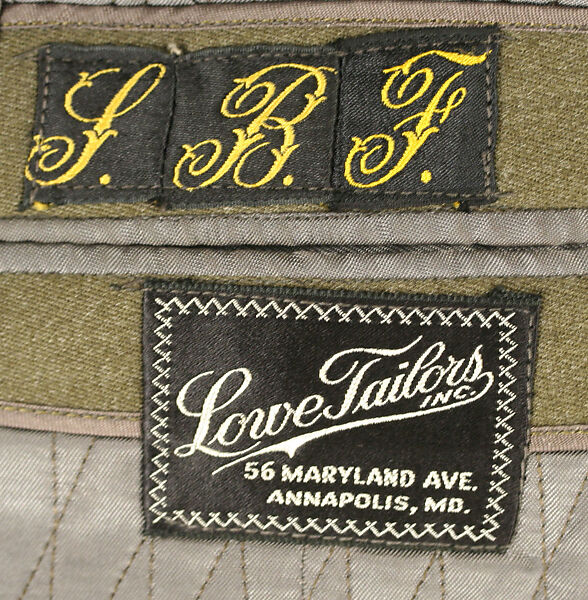 S. B. F.
Lowe Tailors
INC.
56 MARYLAND AVE.
ANNAPOLIS, MD.